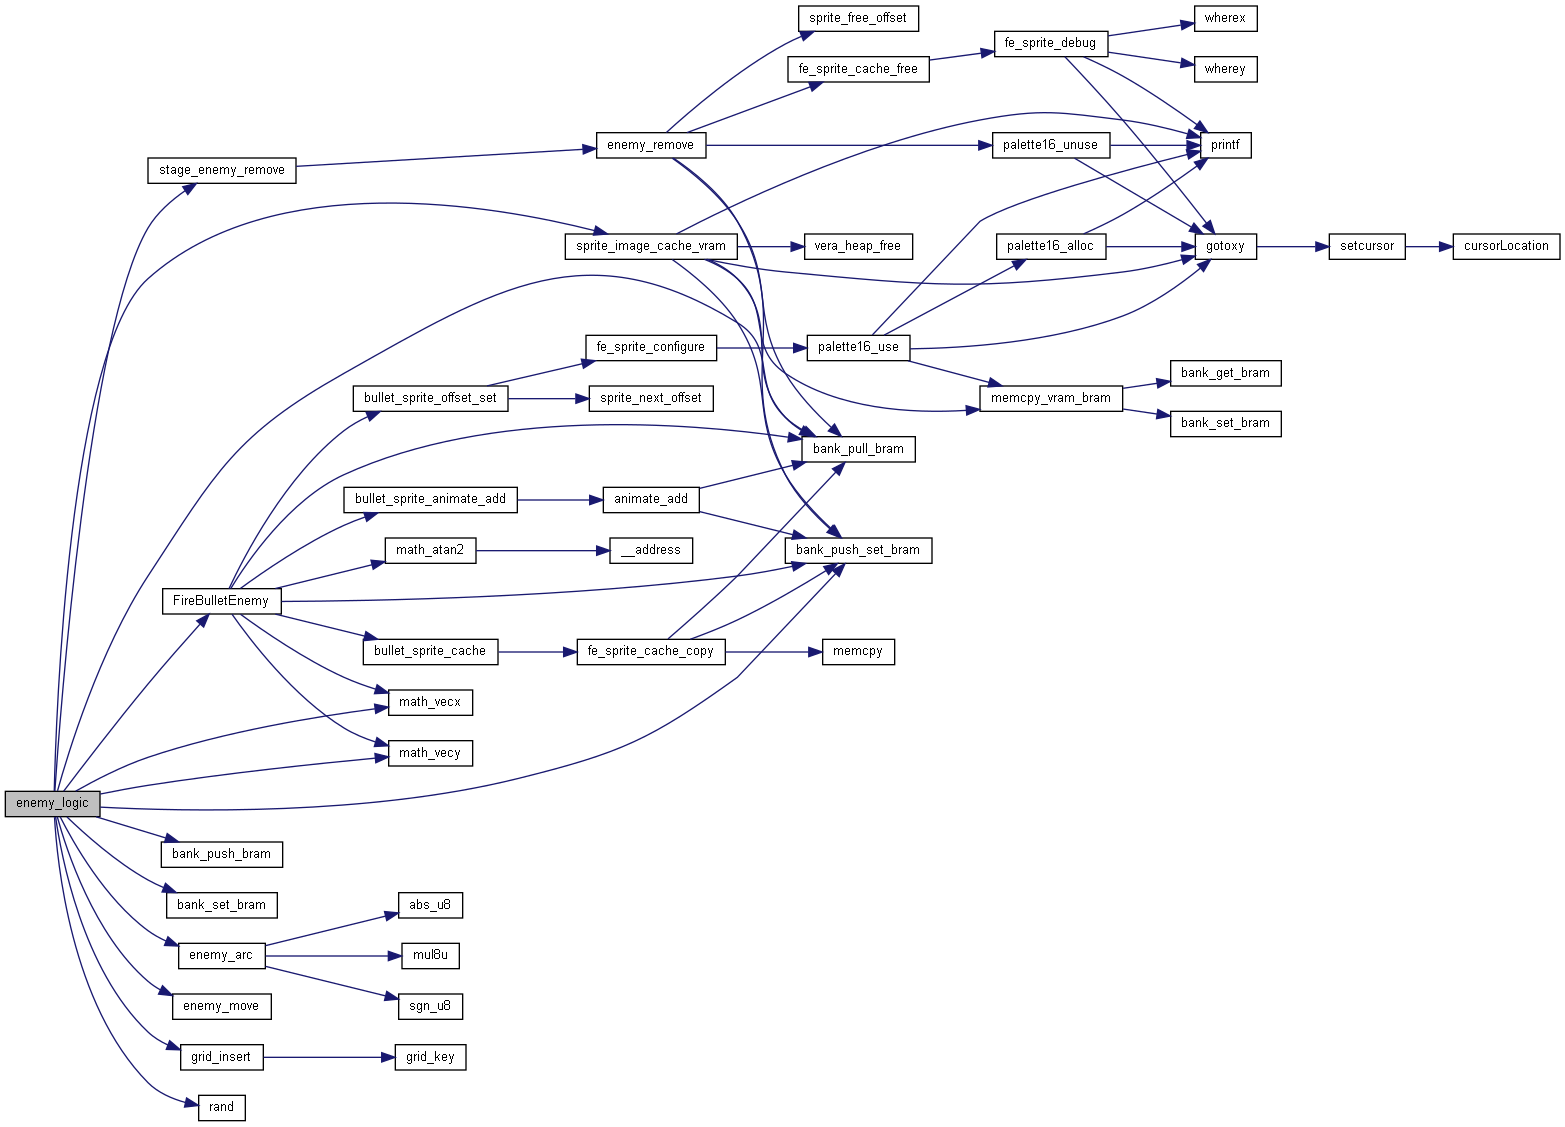 sprite_free_offset
wherex
fe_sprite_debug
fe_sprite_cache_free
wherey
enemy_remove
palette16_unuse
printf
stage_enemy_remove
sprite_image_cache_vram
vera_heap_free
palette16_alloc
gotoxy
setcursor
cursorLocation
fe_sprite_configure
palette16_use
bank_get_bram
bullet_sprite_offset_set
sprite_next_offset
memcpy_vram_bram
bank_set_bram
bank_pull_bram
bullet_sprite_animate_add
animate_add
math_atan2
__address
bank_push_set_bram
FireBulletEnemy
bullet_sprite_cache
fe_sprite_cache_copy
memcpy
math_vecx
math_vecy
enemy_logic
bank_push_bram
bank_set_bram
abs_u8
enemy_arc
mul8u
enemy_move
sgn_u8
grid_insert
grid_key
rand